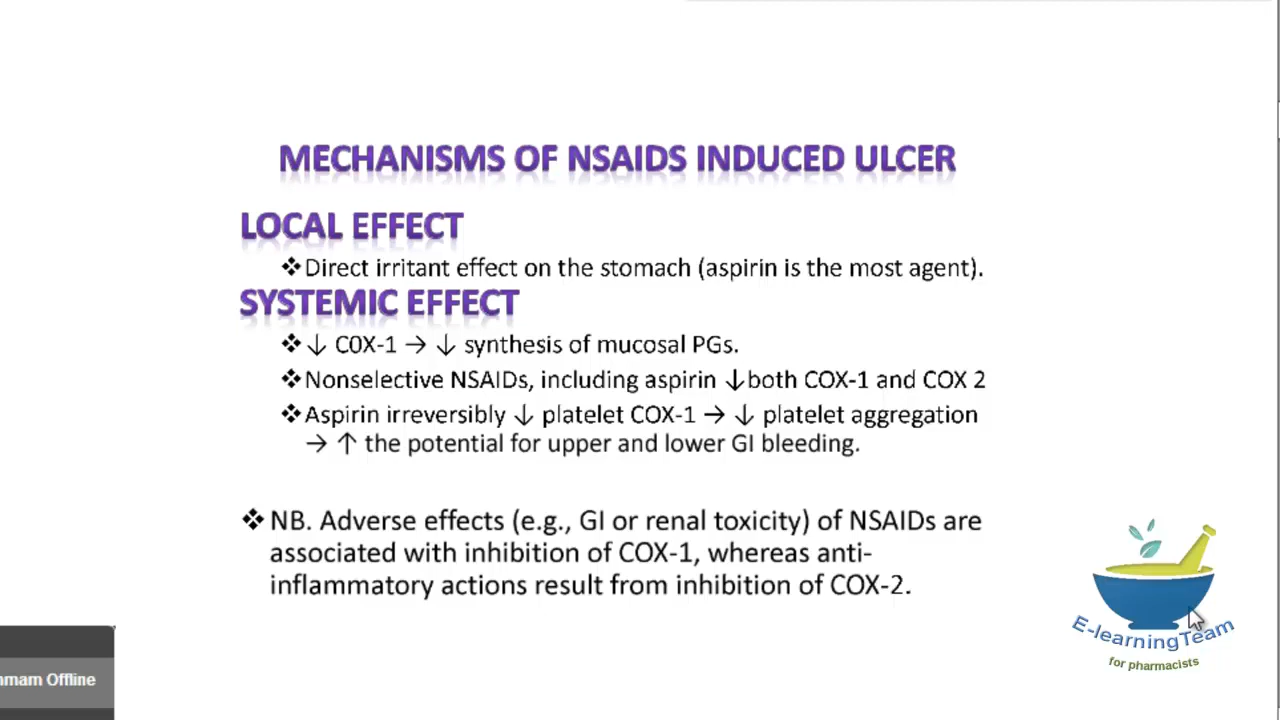 MECHANISMS OF NSAIDS INDUCED ULCER
LOCAL EFFECT
❖Direct irritant effect on the stomach (aspirin is the most agent).
SYSTEMIC EFFECT
❖↓ COX-1 → ↓ synthesis of mucosal PGs.
❖Nonselective NSAIDs, including aspirin ↓both COX-1 and COX 2
❖Aspirin irreversibly ↓ platelet COX-1 → ↓ platelet aggregation
→ ↑ the potential for upper and lower GI bleeding.
❖NB. Adverse effects (e.g., GI or renal toxicity) of NSAIDs are
associated with inhibition of COX-1, whereas anti-
inflammatory actions result from inhibition of COX-2.
E-learningTeam
for pharmacists
Offline